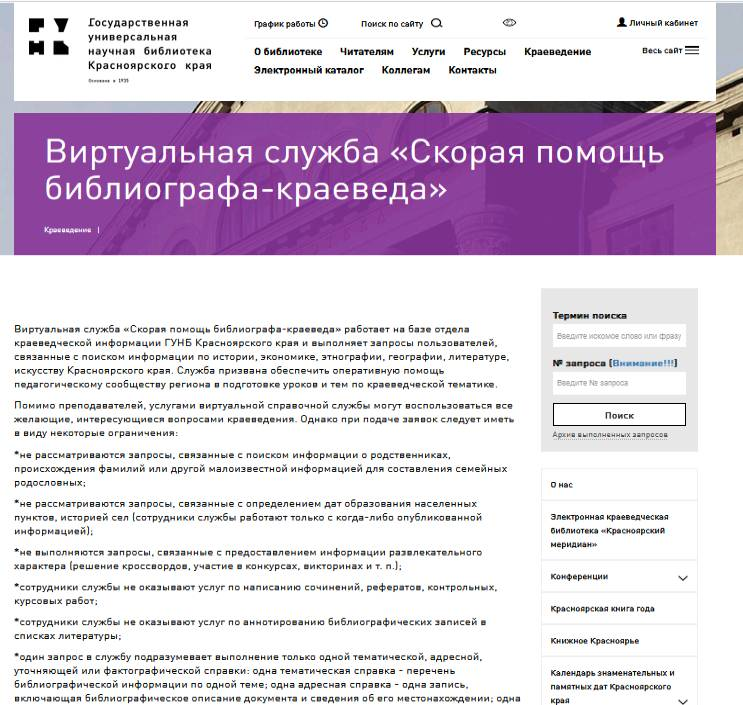 Государственная
универсальная
научная библиотека
Красноярского края
Основана в 1935
График работы
Поиск по сайту
Личный кабинет
О библиотеке Читателям Услуги Ресурсы Краеведение
Электронный каталог Коллегам Контакты
Весь сайт
Виртуальная служба «Скорая помощь
библиографа-краеведа»
Краеведение |
Виртуальная служба «Скорая помощь библиографа-краеведа» работает на базе отдела
краеведческой информации ГУНБ Красноярского края и выполняет запросы пользователей,
связанные с поиском информации по истории, экономике, этнографии, географии, литературе,
искусству Красноярского края. Служба призвана обеспечить оперативную помощь
педагогическому сообществу региона в подготовке уроков и тем по краеведческой тематике.
Помимо преподавателей, услугами виртуальной справочной службы могут воспользоваться все
желающие, интересующиеся вопросами краеведения. Однако при подаче заявок следует иметь
в виду некоторые ограничения:
*не рассматриваются запросы, связанные с поиском информации о родственниках,
происхождения фамилий или другой малоизвестной информацией для составления семейных
родословных;
*не рассматриваются запросы, связанные с определением дат образования населенных
пунктов, историей сел (сотрудники службы работают только с когда-либо опубликованной
информацией);
*не выполняются запросы, связанные с предоставлением информации развлекательного
характера (решение кроссвордов, участие в конкурсах, викторинах и т. п.);
*сотрудники службы не оказывают услуг по написанию сочинений, рефератов, контрольных,
курсовых работ;
*сотрудники службы не оказывают услуг по аннотированию библиографических записей в
списках литературы;
*один запрос в службу подразумевает выполнение только одной тематической, адресной,
уточняющей или фактографической справки: одна тематическая справка - перечень
библиографической информации по одной теме; одна адресная справка - одна запись,
включающая библиографическое описание документа и сведения об его местонахождении; одна
Термин поиска
Введите искомое слово или фразу
№ запроса (Внимание!!!)
Введите № запроса
Поиск
Архив выполненных запросов
О нас
Электронная краеведческая
библиотека «Красноярский
меридиан»
Конференции
Красноярская книга года
Книжное Красноярье
Календарь знаменательных и
памятных дат Красноярского
края